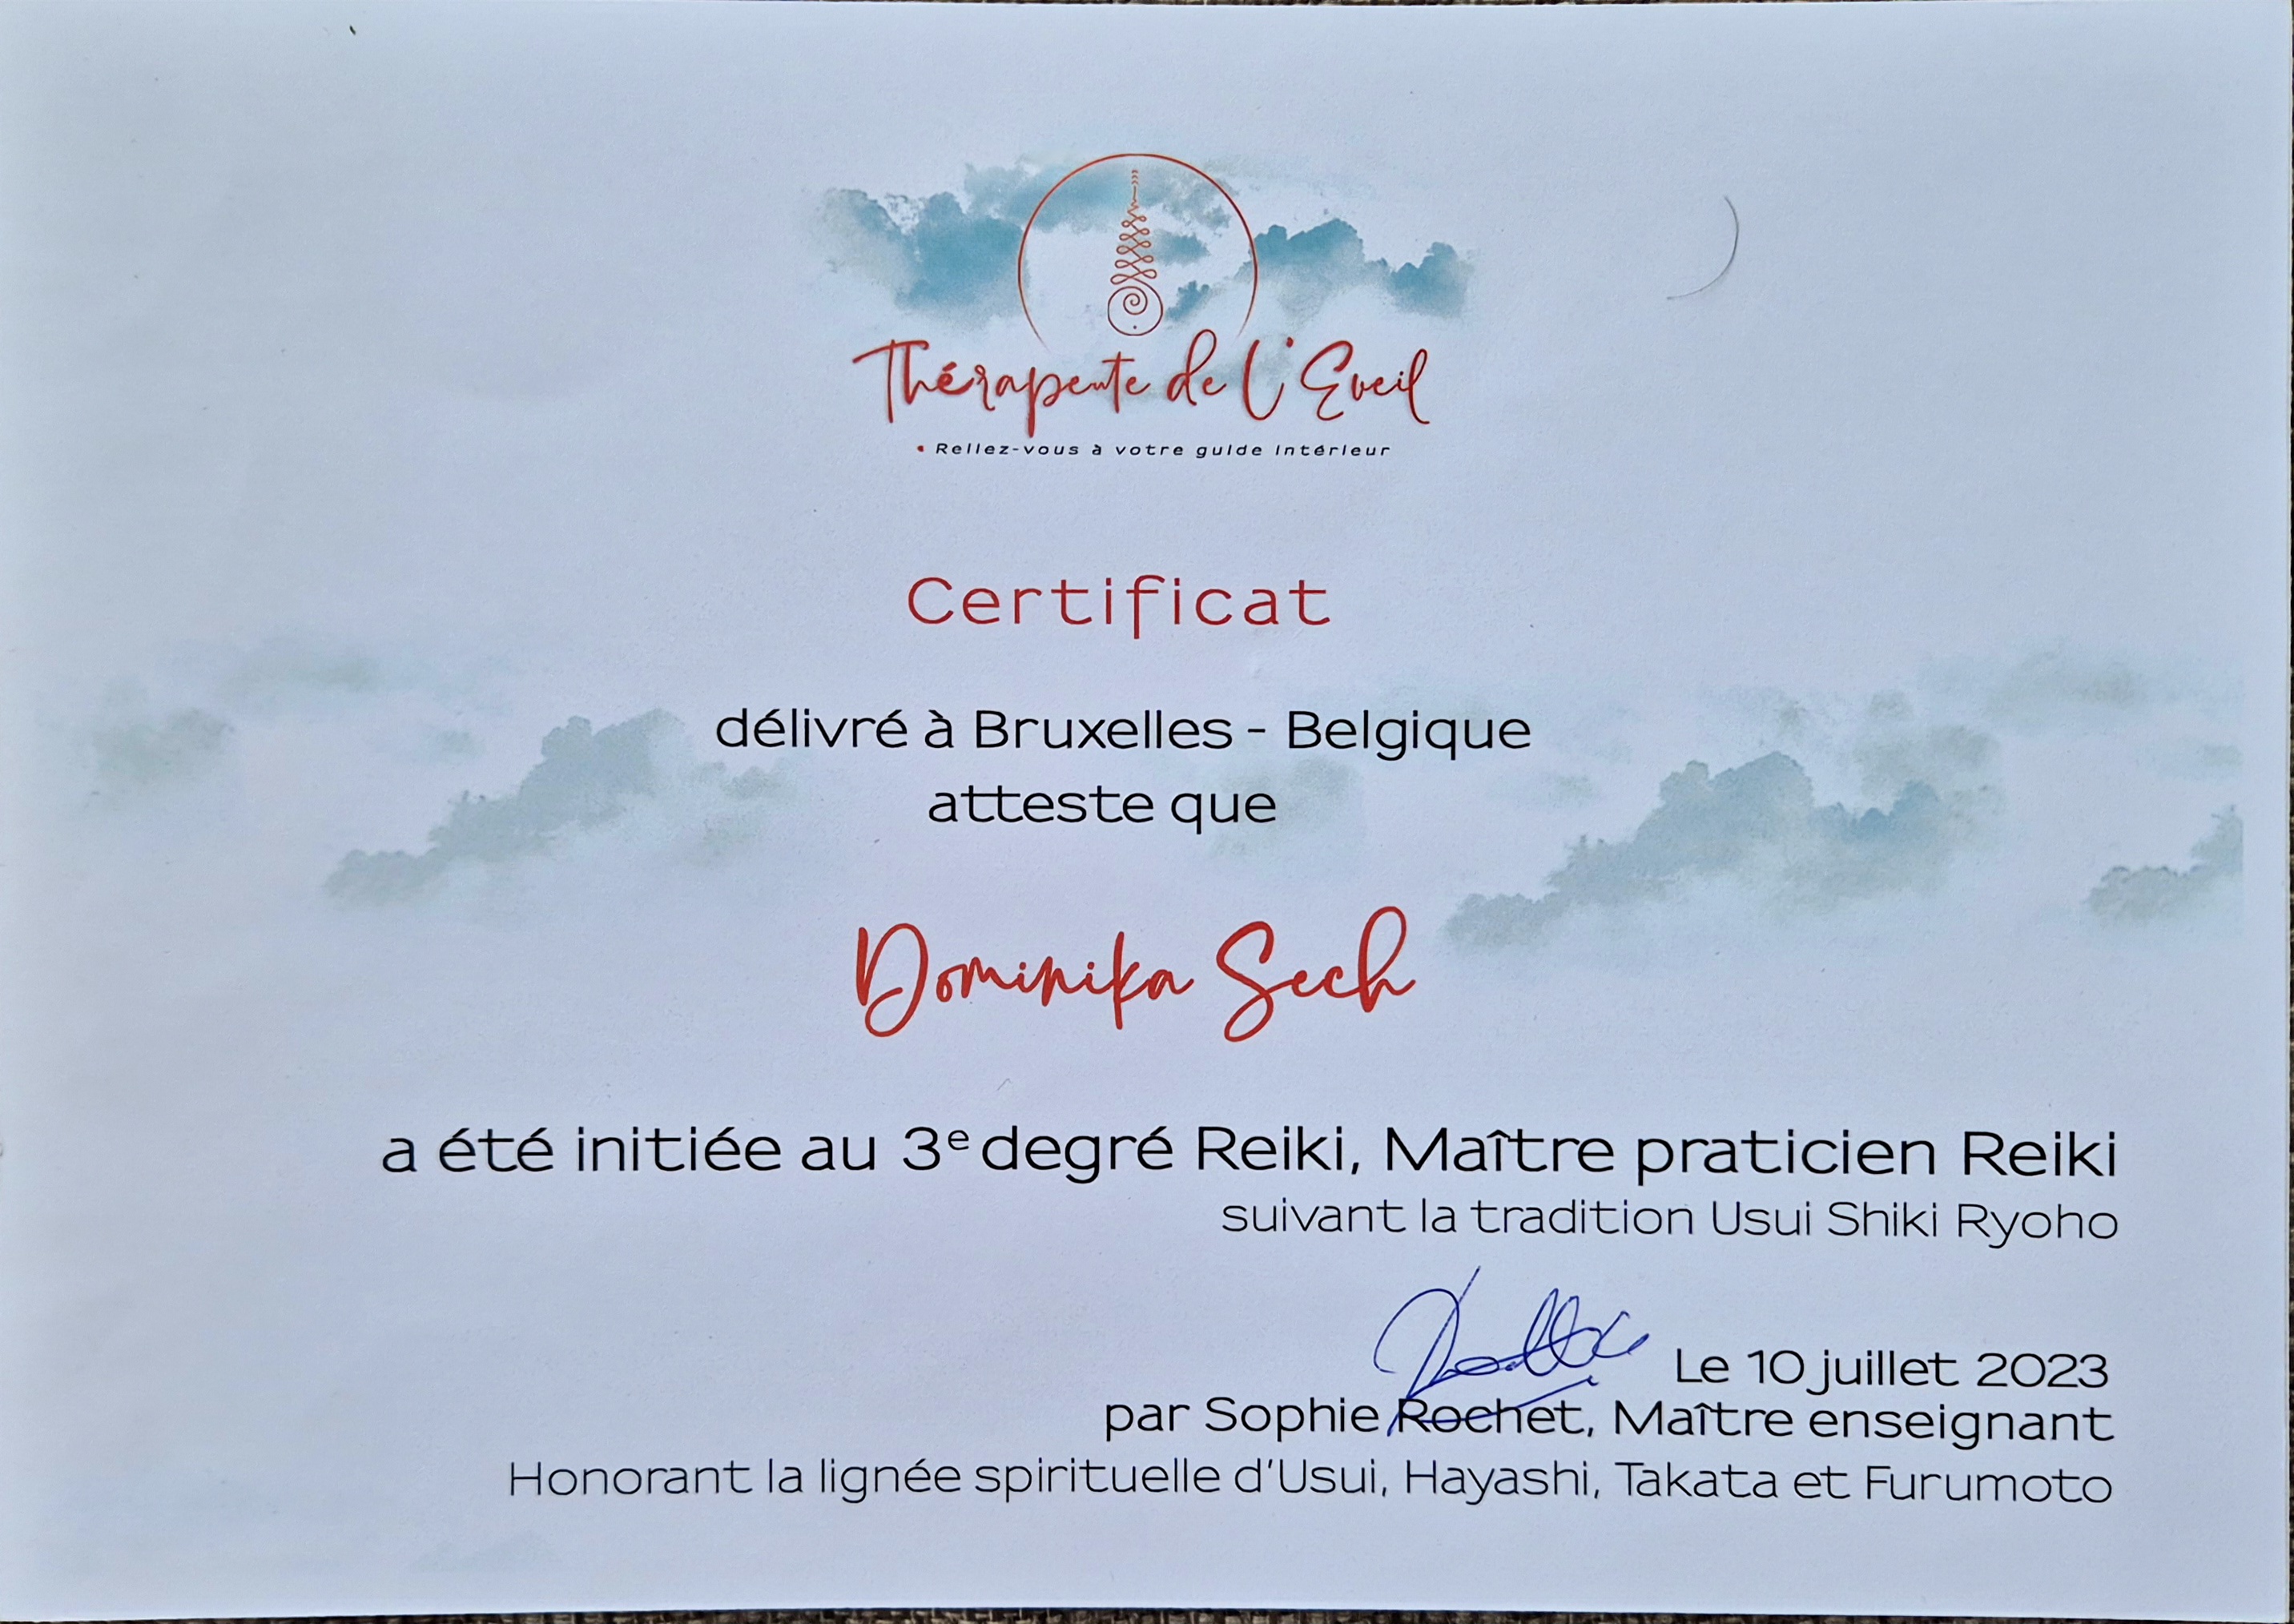 Thérapeute de l'Eveil
• Reliez-vous à votre guide intérieur
Certificat
délivré à Bruxelles - Belgique
atteste que
Dominika Sech
a été initiée au 3e degré Reiki, Maître praticien Reiki
suivant la tradition Usui Shiki Ryoho
Le 10 juillet 2023
par Sophie Rochet, Maître enseignant
Honorant la lignée spirituelle d'Usui, Hayashi, Takata et Furumoto